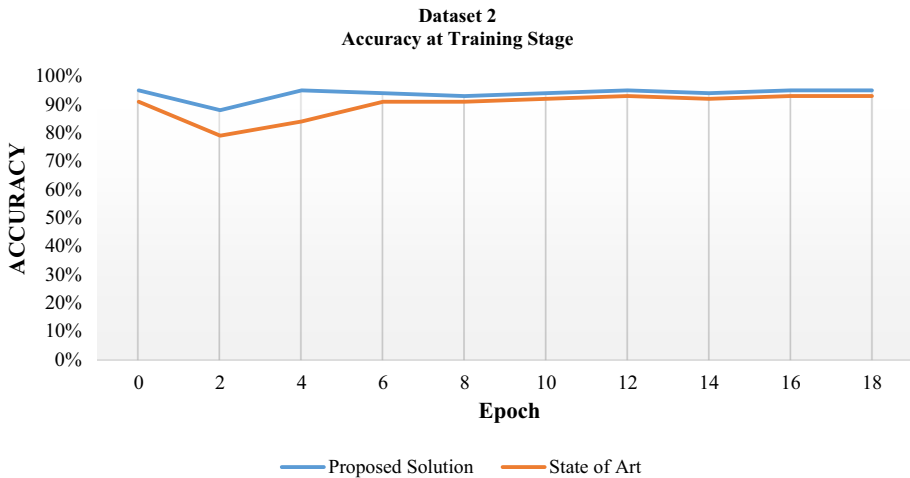 Dataset 2
Accuracy at Training Stage
100%
90%
80%
70%
60%
50%
40%
30%
20%
10%
0%
ACCURACY
0 2 4 6 8 10 12 14 16 18
Epoch
Proposed Solution State of Art